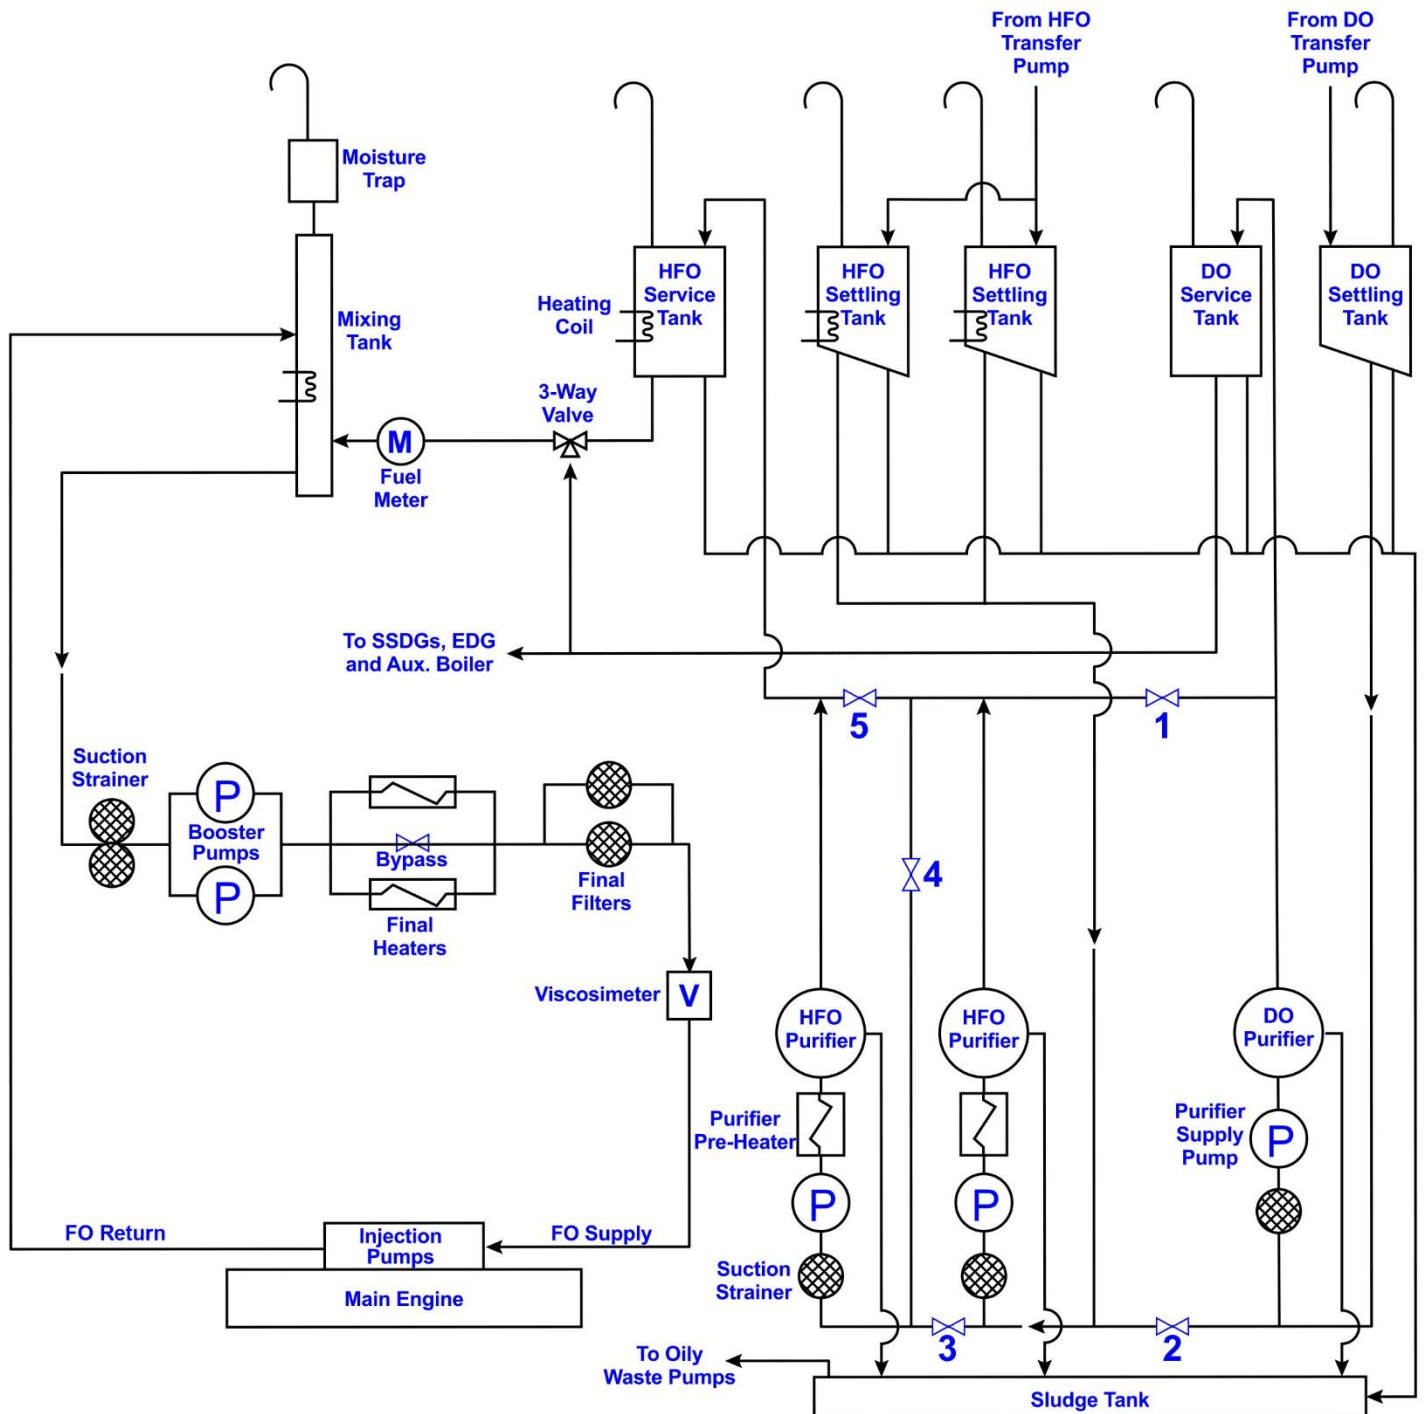 From HFO
Transfer
Pump
From DO
Transfer
Pump
Moisture
Trap
HFO
Service
Tank
HFO
Settling
Tank
HFO
Settling
Tank
DO
Service
Tank
DO
Settling
Tank
Heating
Coil
Mixing
Tank
3-Way
Valve
M
Fuel
Meter
To SSDGs, EDG
and Aux. Boiler
5
1
Suction
Strainer
P
Booster
Pumps
P
Bypass
Final
Heaters
Final
Filters
4
Viscosimeter
V
HFO
Purifier
HFO
Purifier
DO
Purifier
Purifier
Pre-Heater
Purifier
Supply
Pump
P
P
P
FO Return
Injection
Pumps
FO Supply
Suction
Strainer
Main Engine
3
2
To Oily
Waste Pumps
Sludge Tank